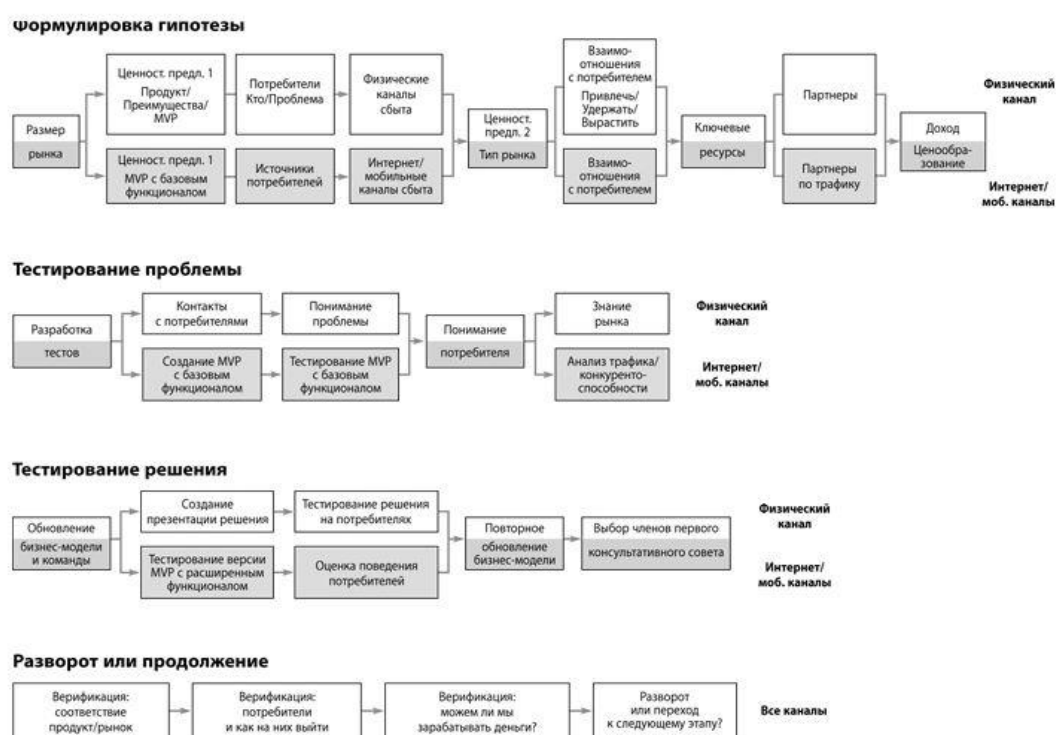 Формулировка гипотезы
Размер
рынка
Ценност. предл. 1
Продукт/
Преимущества/
MVP
Потребители
Кто/Проблема
Физические
каналы
сбыта
Ценност. предл. 1
MVP с базовым
функционалом
Источники
потребителей
Интернет/
мобильные
каналы сбыта
Ценност.
предл. 2
Тип рынка
Взаимо-
отношения
с потребителем
Привлечь/
Удержать/
Вырастить
Взаимо-
отношения
с потребителем
Ключевые
ресурсы
Партнеры
Партнеры
по трафику
Доход
Ценообра-
зование
Физический
канал
Интернет/
моб. каналы
Тестирование проблемы
Разработка
тестов
Контакты
с потребителями
Понимание
проблемы
Создание MVP
с базовым
функционалом
Тестирование MVP
с базовым
функционалом
Понимание
потребителя
Знание
рынка
Анализ трафика/
конкуренто-
способности
Физический
канал
Интернет/
моб. каналы
Тестирование решения
Обновление
бизнес-модели
и команды
Создание
презентации решения
Тестирование решения
на потребителях
Тестирование версии
MVP с расширенным
функционалом
Оценка поведения
потребителей
Повторное
обновление
бизнес-модели
Выбор членов первого
консультативного совета
Физический
канал
Интернет/
моб. каналы
Разворот или продолжение
Верификация:
соответствие
продукт/рынок
Верификация:
потребители
и как на них выйти
Верификация:
можем ли мы
зарабатывать деньги?
Разворот
или переход
к следующему этапу?
Все каналы